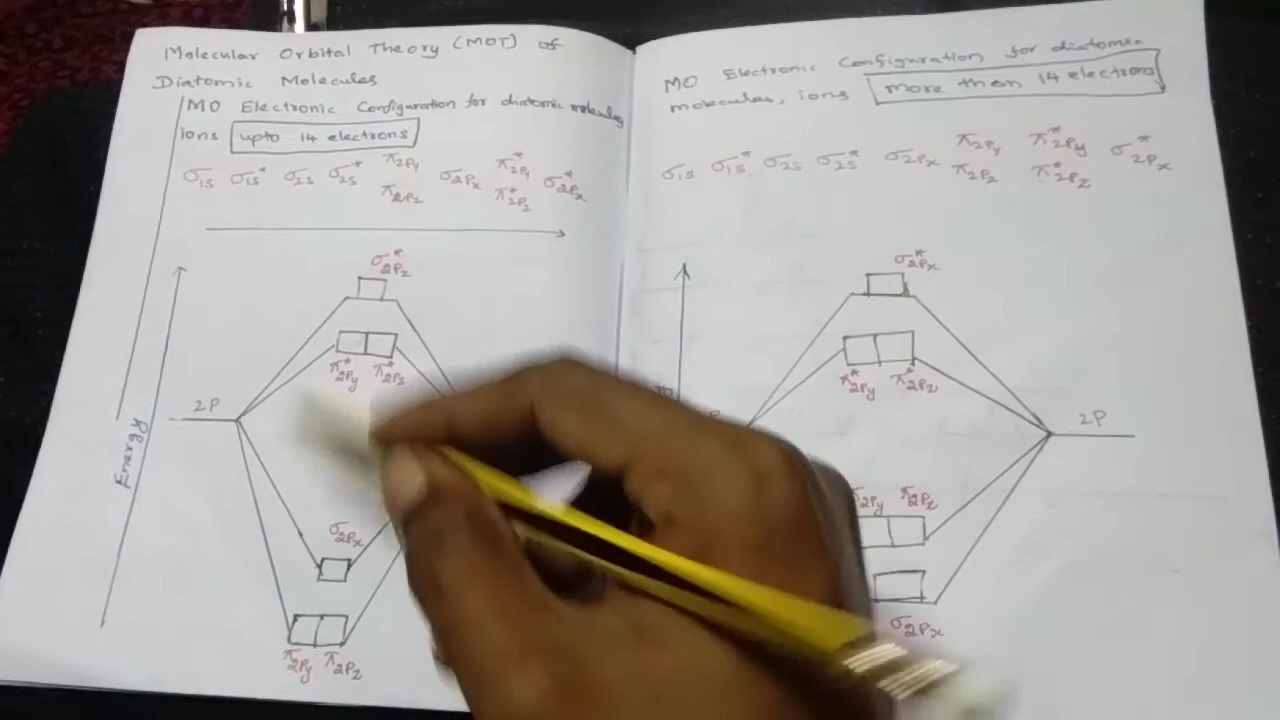 Molecular Orbital Theory (MOT) of
Diatomic Molecules
MO Electronic Configuration for diatomic molecules
ions upto 14 electrons
π2Py π*2Py
σ1s σ1s* σ2s σ2s* σ2Px σ*2Px
π2Pz π*2Pz
σ*2Px
π*2Py π*2Pz
2P
Energy
σ2Px
π2Py π2Pz
MO Electronic Configuration for diatomic
molecules, ions more then 14 electrons
π2Py π*2Py
σ1s σ1s* σ2s σ2s* σ2Px σ*2Px
π2Pz π*2Pz
σ*2Px
π*2Py π*2Pz
2P
π2Py π2Pz
σ2Px